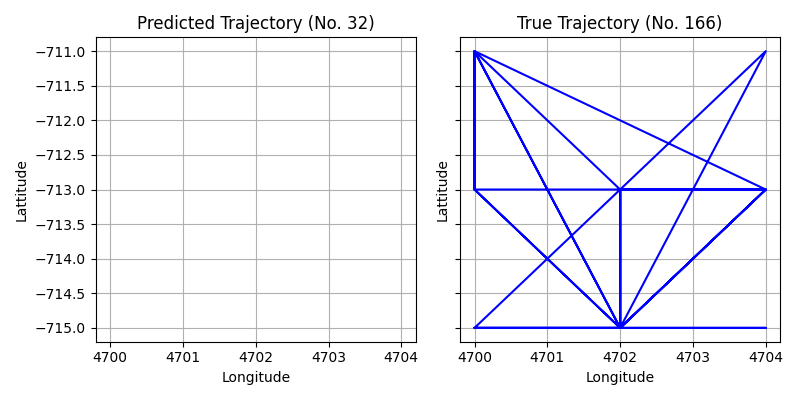 Predicted Trajectory (No. 32)
True Trajectory (No. 166)
−711.0
−711.5
−712.0
−712.5
−713.0
−713.5
−714.0
−714.5
−715.0
Lattitude
4700 4701 4702 4703 4704
Longitude
Lattitude
4700 4701 4702 4703 4704
Longitude